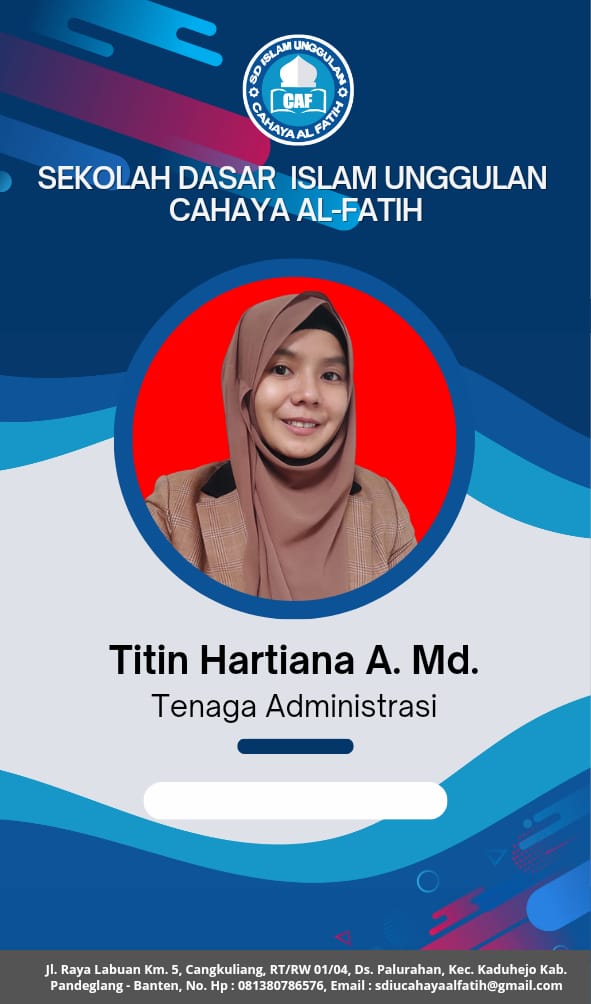 SD ISLAM UNGGULAN
CAF
CAHAYA AL FATIH
SEKOLAH DASAR ISLAM UNGGULAN
CAHAYA AL-FATIH
Titin Hartiana A. Md.
Tenaga Administrasi
Jl. Raya Labuan Km. 5, Cangkuliang, RT/RW 01/04, Ds. Palurahan, Kec. Kaduhejo Kab.
Pandeglang - Banten, No. Hp : 081380786576, Email : sdiucahayaalfatih@gmail.com